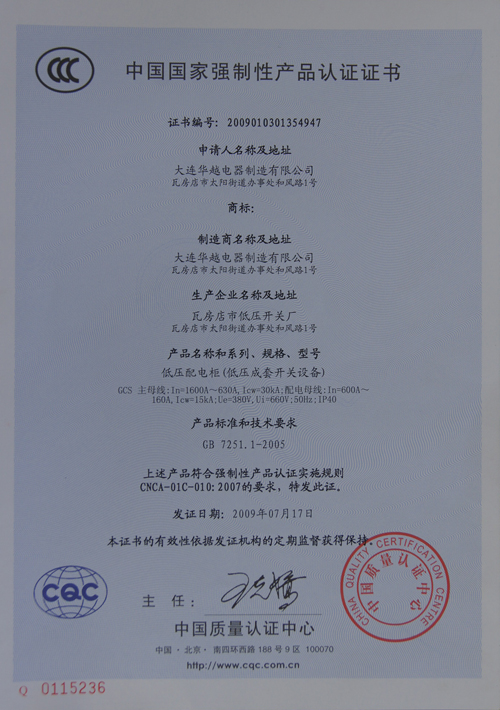 CCC
中国国家强制性产品认证证书
证书编号: 2009010301354947
申请人名称及地址
大连华越电器制造有限公司
瓦房店市太阳街道办事处和风路1号
商标:
制造商名称及地址
大连华越电器制造有限公司
瓦房店市太阳街道办事处和风路1号
生产企业名称及地址
瓦房店市低压开关厂
瓦房店市太阳街道办事处和风路1号
产品名称和系列、规格、型号
低压配电柜(低压成套开关设备)
GCS 主母线:In=1600A～630A,Icw=30kA;配电母线:In=600A～
160A,Icw=15kA;Ue=380V,Ui=660V;50Hz;IP40
产品标准和技术要求
GB 7251.1-2005
上述产品符合强制性产品认证实施规则
CNCA-01C-010:2007的要求，特发此证。
发证日期: 2009年07月17日
本证书的有效性依据发证机构的定期监督获得保持。
CHINA QUALITY CERTIFICATION CENTRE
中国质量认证中心
CQC
主 任:
中国质量认证中心
中国·北京·南四环西路188号9区 100070
http://www.cqc.com.cn
Q 0115236